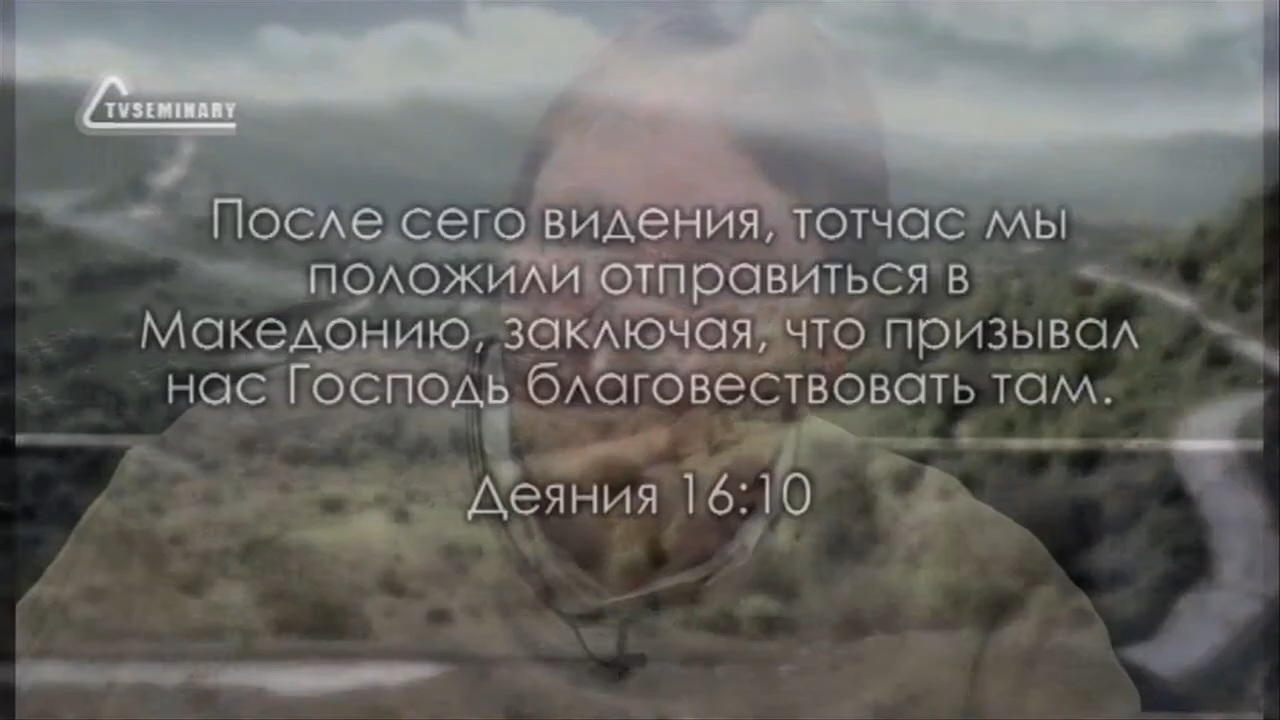 TVSEMINARY
После сего видения, тотчас мы
положили отправиться в
Македонию, заключая, что призывал
нас Господь благовествовать там.
Деяния 16:10